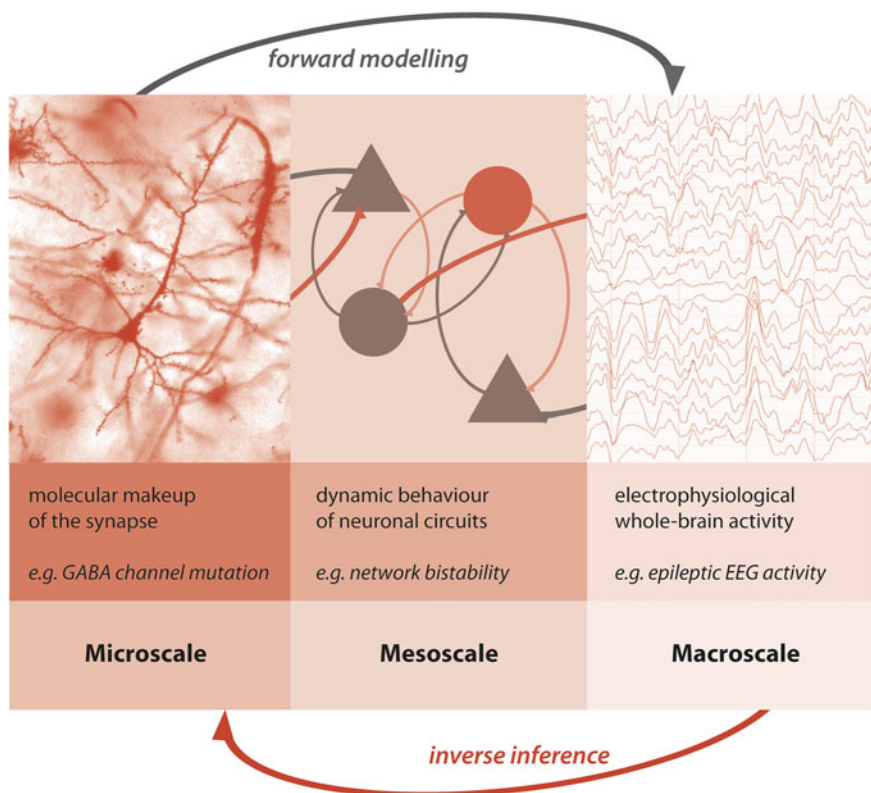 forward modelling
molecular makeup
of the synapse
e.g. GABA channel mutation
dynamic behaviour
of neuronal circuits
e.g. network bistability
electrophysiological
whole-brain activity
e.g. epileptic EEG activity
Microscale
Mesoscale
Macroscale
inverse inference